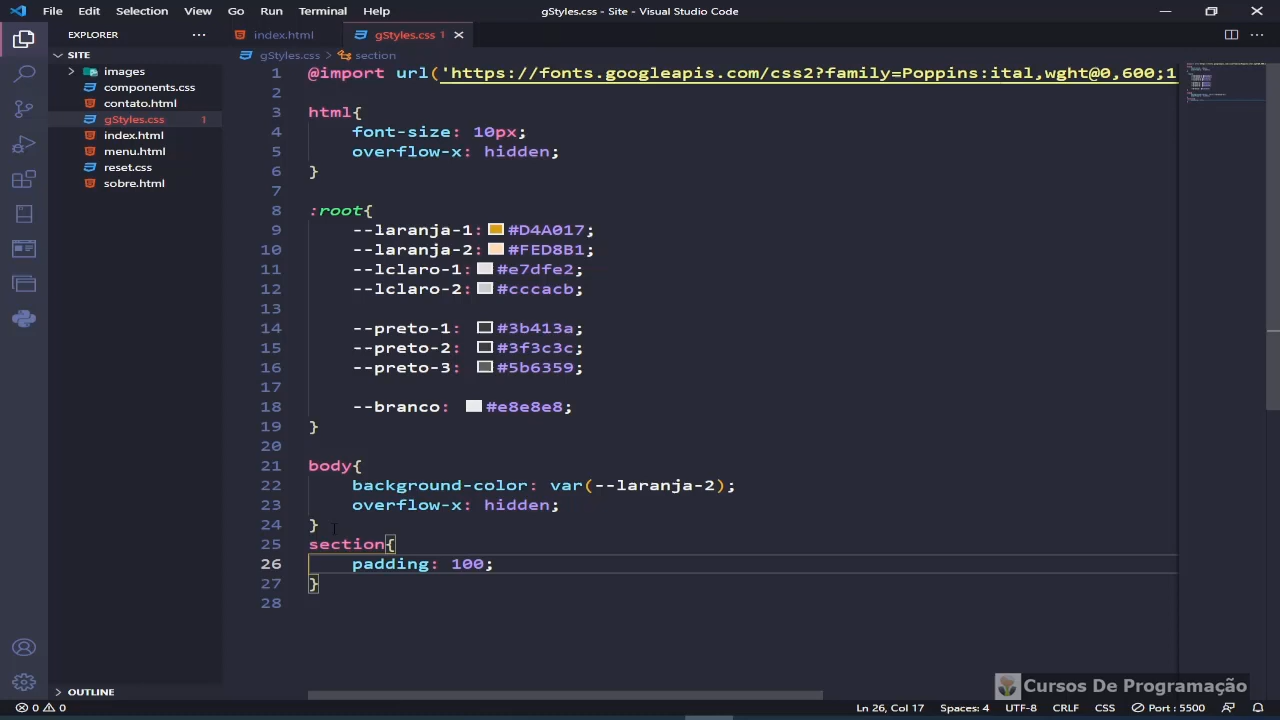 File Edit Selection View Go Run Terminal Help
gStyles.css - Site - Visual Studio Code
EXPLORER
index.html
gStyles.css 1
SITE
gStyles.css > section
images
components.css
contato.html
gStyles.css 1
index.html
menu.html
reset.css
sobre.html
1 @import url('https://fonts.googleapis.com/css2?family=Poppins:ital,wght@0,600;1
2
3 html{
4 font-size: 10px;
5 overflow-x: hidden;
6 }
7
8 :root{
9 --laranja-1: #D4A017;
10 --laranja-2: #FED8B1;
11 --lclaro-1: #e7dfe2;
12 --lclaro-2: #cccacb;
13
14 --preto-1: #3b413a;
15 --preto-2: #3f3c3c;
16 --preto-3: #5b6359;
17
18 --branco: #e8e8e8;
19 }
20
21 body{
22 background-color: var(--laranja-2);
23 overflow-x: hidden;
24 }
25 section{
26 padding: 100;
27 }
28
OUTLINE
Cursos De Programação
0 0
Ln 26, Col 17 Spaces: 4 UTF-8 CRLF CSS Port : 5500